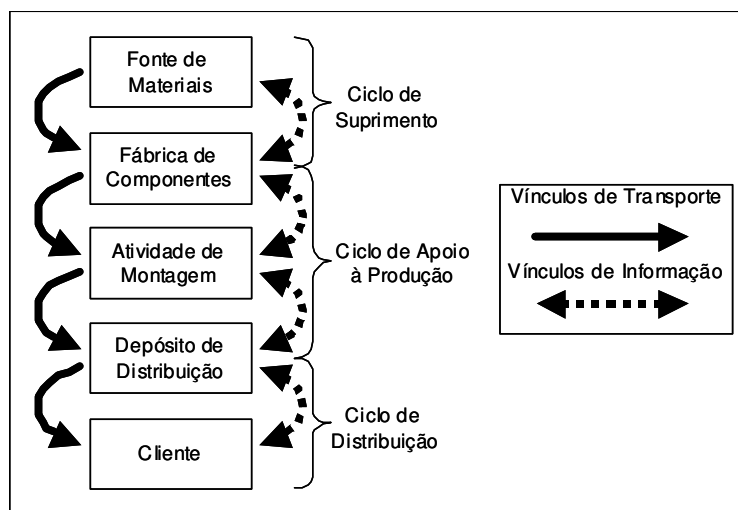 Fonte de
Materiais
Ciclo de
Suprimento
Fábrica de
Componentes
Atividade de
Montagem
Ciclo de Apoio
à Produção
Depósito de
Distribuição
Ciclo de
Distribuição
Cliente
Vínculos de Transporte
Vínculos de Informação